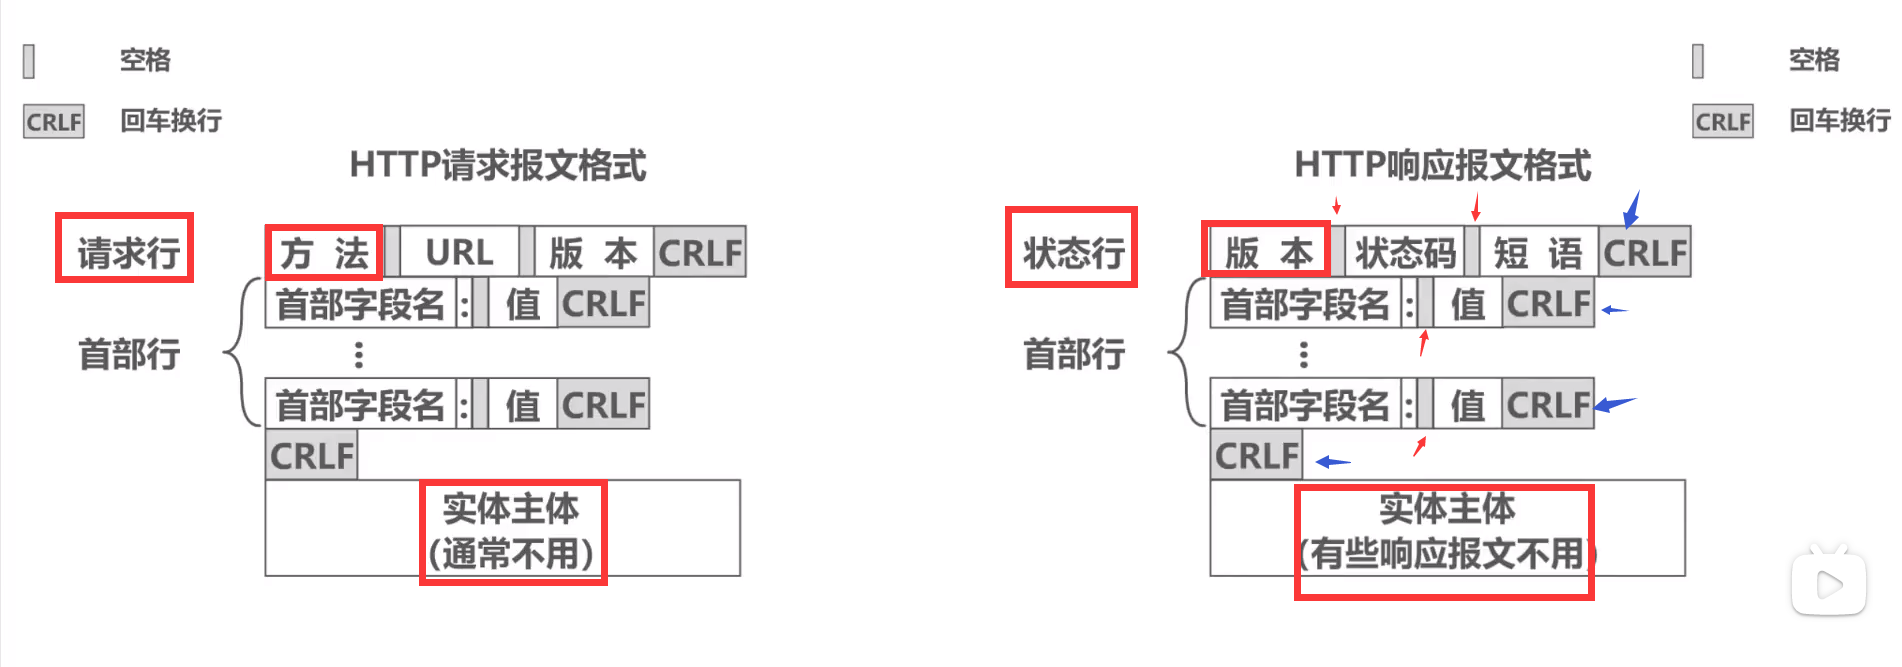 空格
CRLF 回车换行
HTTP请求报文格式
请求行 方 法 URL 版 本 CRLF
首部字段名 : 值 CRLF
首部行
首部字段名 : 值 CRLF
CRLF
实体主体
(通常不用)
空格
CRLF 回车换行
HTTP响应报文格式
状态行 版 本 状态码 短 语 CRLF
首部字段名 : 值 CRLF
首部行
首部字段名 : 值 CRLF
CRLF
实体主体
(有些响应报文不用)